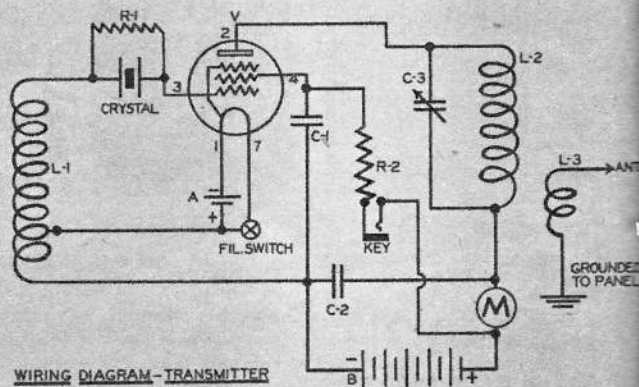 R-1
V
2
L-2
C-3
CRYSTAL
3
4
C-1
L-1
1
7
R-2
L-3
ANT
A
−
+
FIL. SWITCH
KEY
GROUNDED
TO PANEL
C-2
M
−
B
+
WIRING DIAGRAM-TRANSMITTER